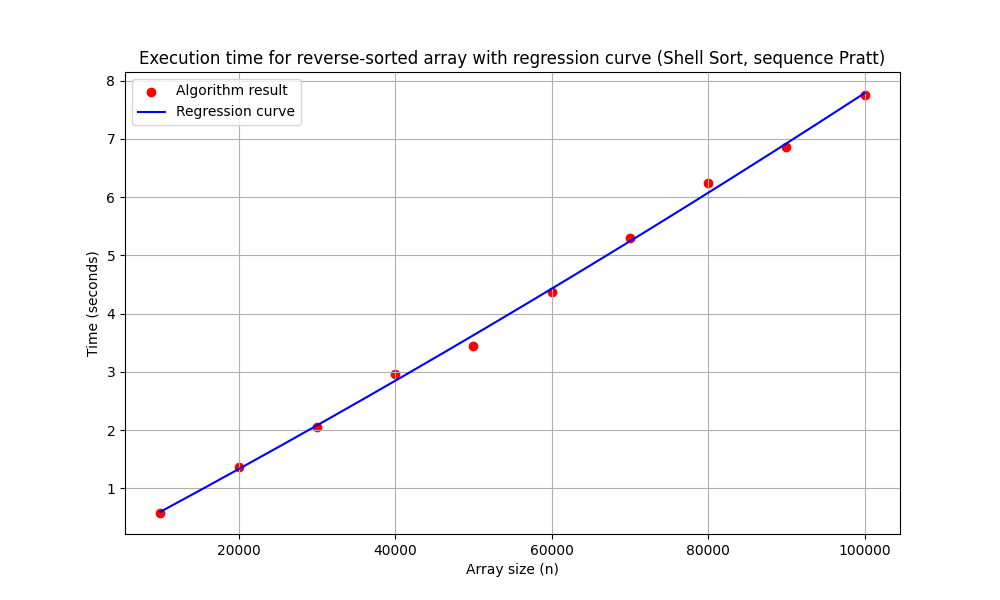 Execution time for reverse-sorted array with regression curve (Shell Sort, sequence Pratt)
Algorithm result
Regression curve
8
7
6
5
4
3
2
1
Time (seconds)
20000 40000 60000 80000 100000
Array size (n)